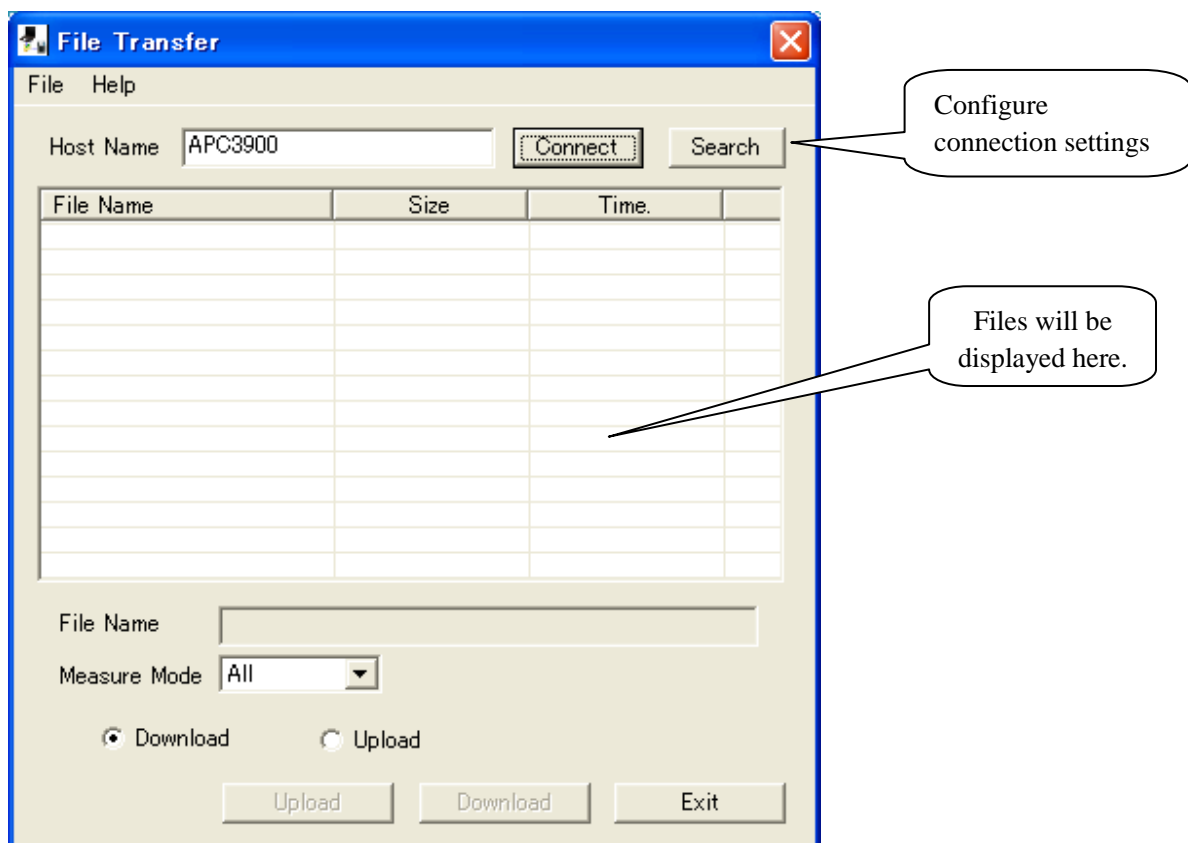 File Transfer
File Help
Host Name APC3900 Connect Search
Configure
connection settings
File Name Size Time.
Files will be
displayed here.
File Name
Measure Mode All
Download Upload
Upload Download Exit